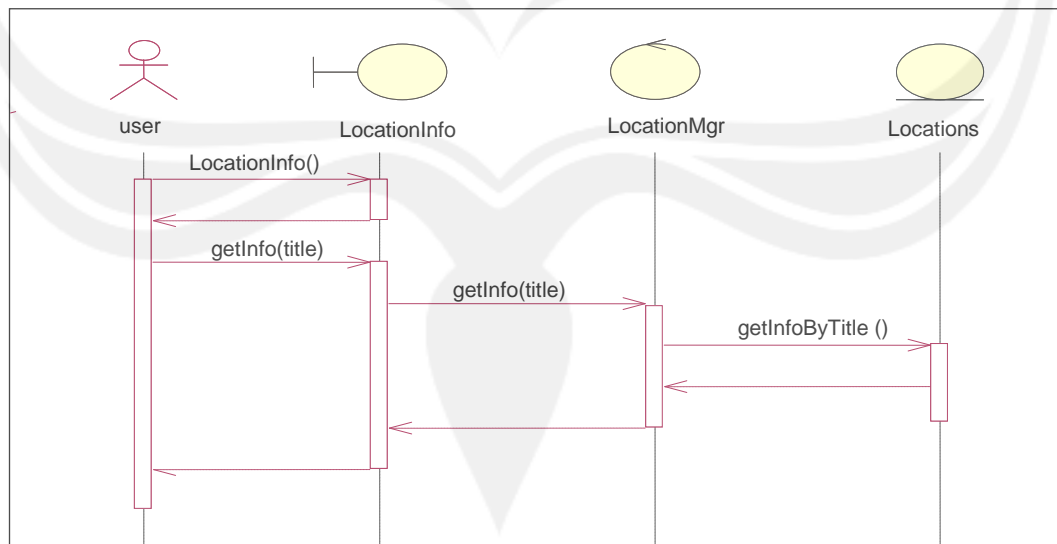 user
LocationInfo
LocationMgr
Locations
LocationInfo()
getInfo(title)
getInfo(title)
getInfoByTitle ()